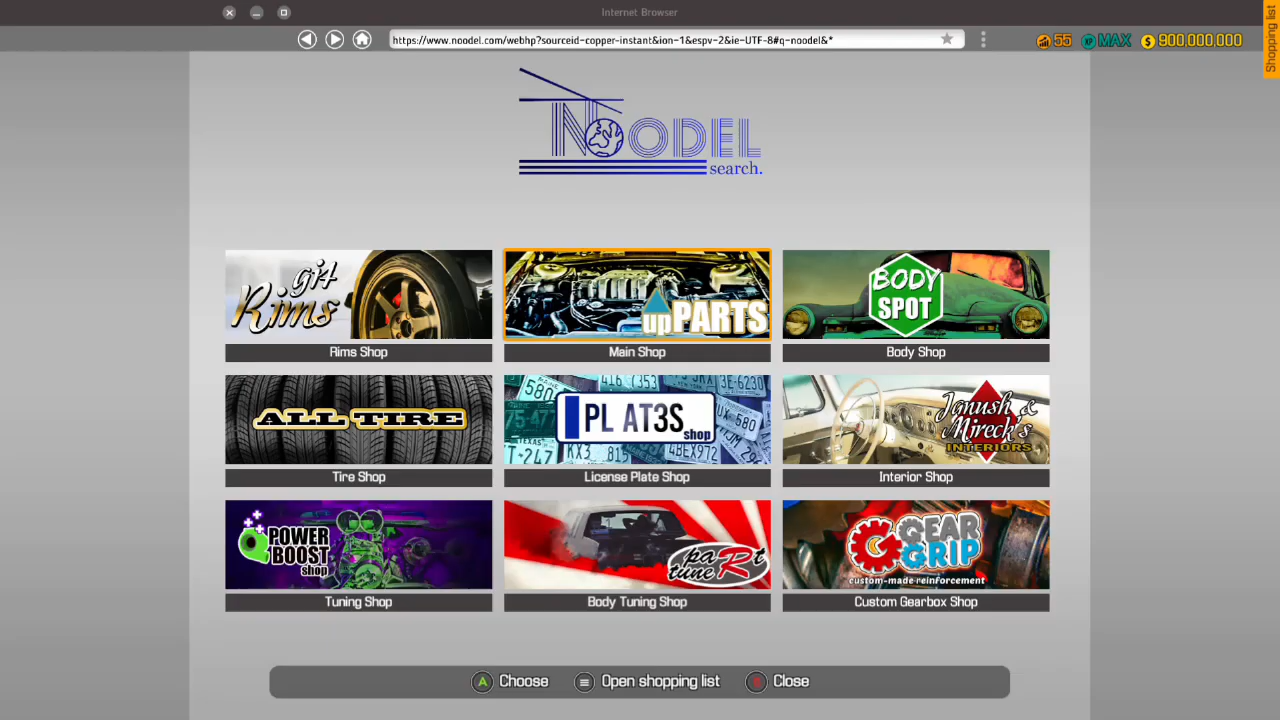 Internet Browser
https://www.noodel.com/webhp?sourceid-copper-instant&ion-1&espv-2&ie-UTF-8#q-noodel&*
55
XP MAX
$ 900,000,000
Shopping list
NOODEL
search.
gi4
Rims
upPARTS
BODY
SPOT
Rims Shop
Main Shop
Body Shop
ALL TIRE
PL AT3S
shop
Janush &
Mireck's
INTERIORS
Tire Shop
License Plate Shop
Interior Shop
POWER
BOOST
shop
paRt
tuneR
GEAR
GRIP
custom-made reinforcement
Tuning Shop
Body Tuning Shop
Custom Gearbox Shop
A Choose
Open shopping list
Close